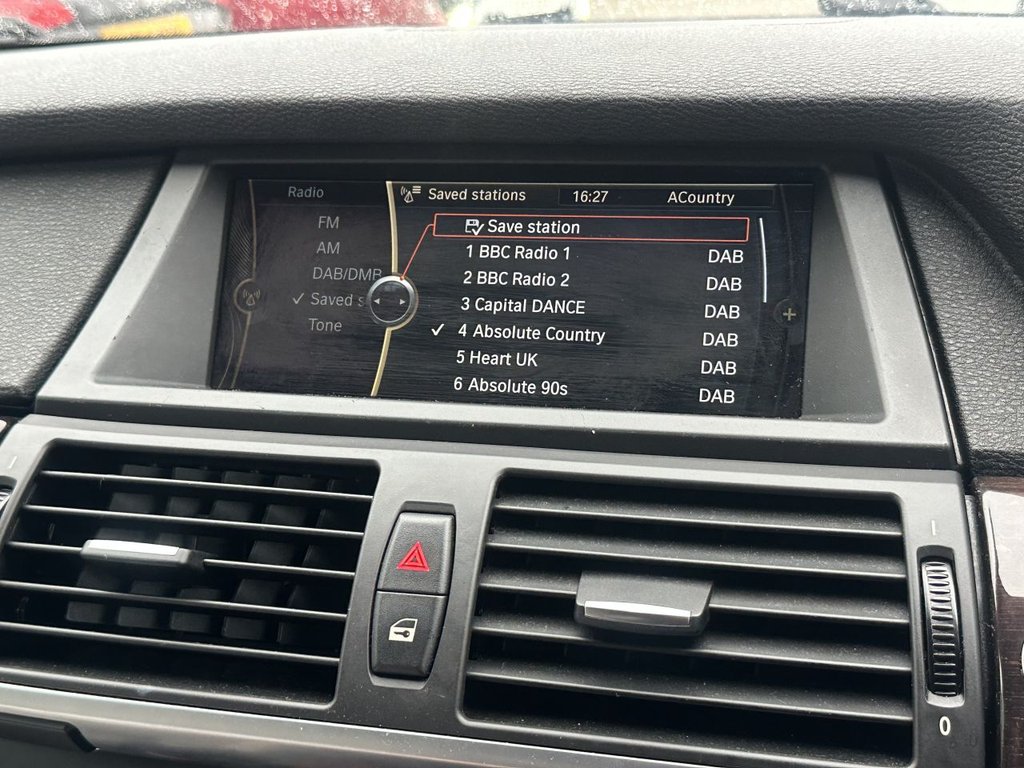 Radio
FM
AM
DAB/DMB
✓ Saved s
Tone
Saved stations 16:27 ACountry
Save station
1 BBC Radio 1 DAB
2 BBC Radio 2 DAB
3 Capital DANCE DAB
✓ 4 Absolute Country DAB
5 Heart UK DAB
6 Absolute 90s DAB
0